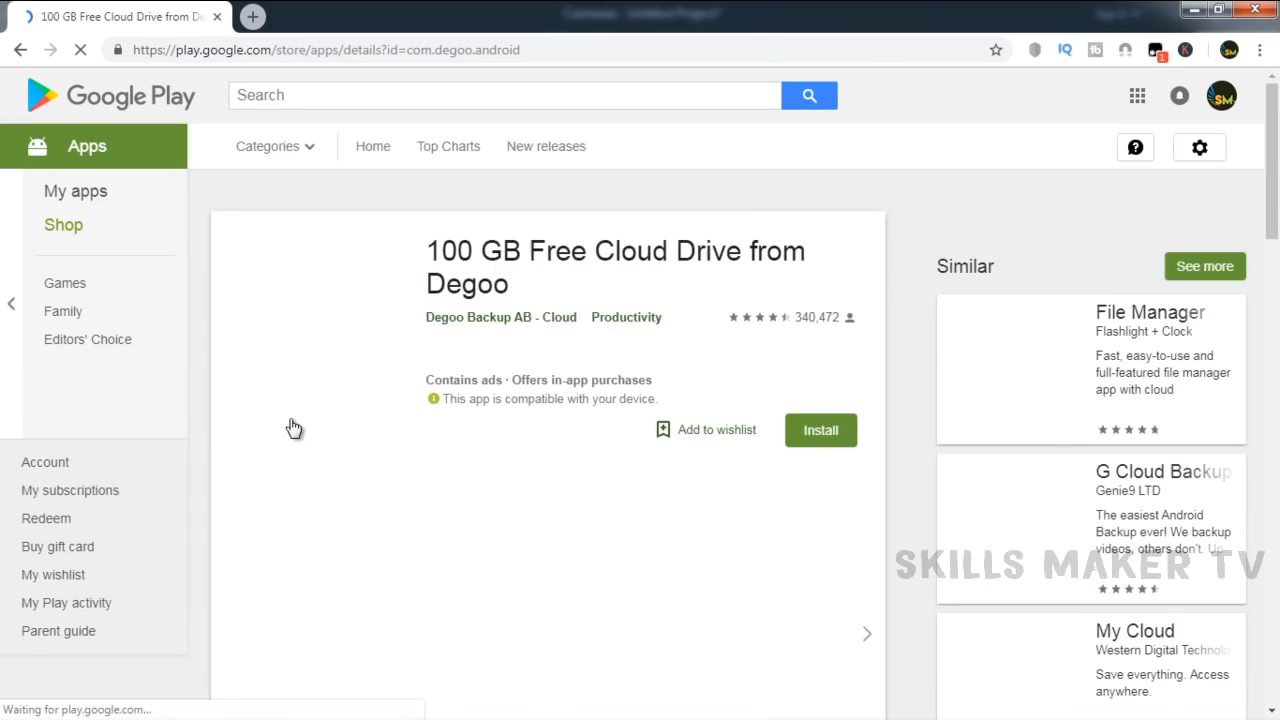 100 GB Free Cloud Drive from De
https://play.google.com/store/apps/details?id=com.degoo.android
IQ
1
K
SM
Google Play
Search
SM
Apps
Categories
Home
Top Charts
New releases
My apps
Shop
Games
Family
Editors' Choice
Account
My subscriptions
Redeem
Buy gift card
My wishlist
My Play activity
Parent guide
100 GB Free Cloud Drive from
Degoo
Degoo Backup AB - Cloud Productivity 340,472
Contains ads · Offers in-app purchases
This app is compatible with your device.
Add to wishlist
Install
Similar
See more
File Manager
Flashlight + Clock
Fast, easy-to-use and
full-featured file manager
app with cloud
G Cloud Backup
Genie9 LTD
The easiest Android
Backup ever! We backup
videos, others don't. Up
SKILLS MAKER TV
My Cloud
Western Digital Technolo
Save everything. Access
anywhere.
Waiting for play.google.com...